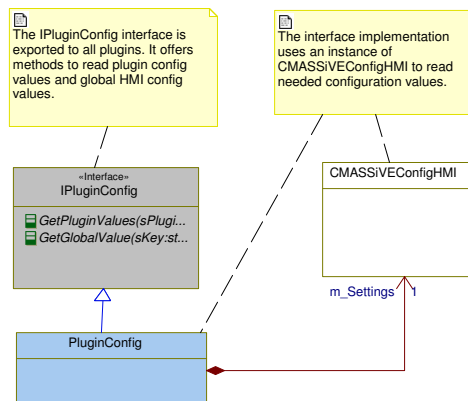 The IPluginConfig interface is
exported to all plugins. It offers
methods to read plugin config
values and global HMI config
values.
The interface implementation
uses an instance of
CMASSiVEConfigHMI to read
needed configuration values.
«Interface»
IPluginConfig
GetPluginValues(sPlugi...
GetGlobalValue(sKey:st...
CMASSiVEConfigHMI
m_Settings 1
PluginConfig